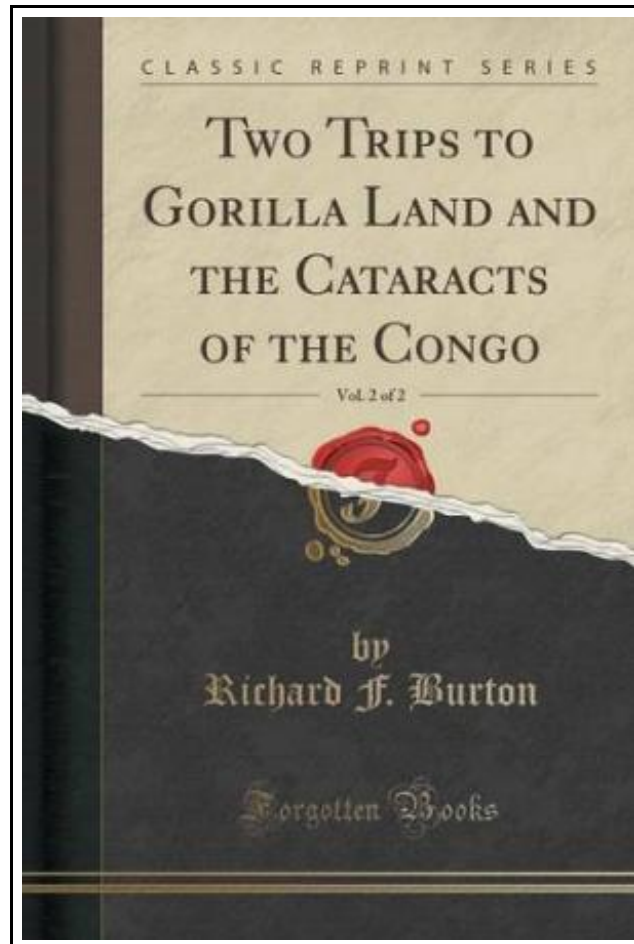 CLASSIC REPRINT SERIES
TWO TRIPS TO
GORILLA LAND AND
THE CATARACTS
OF THE CONGO
Vol. 2 of 2
by
Richard F. Burton
Forgotten Books